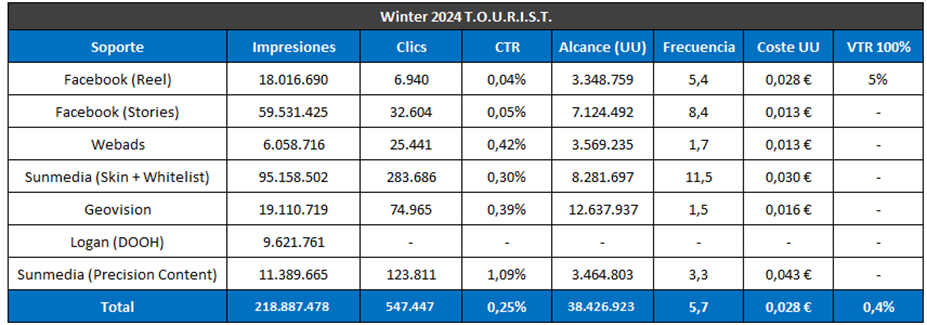 Winter 2024 T.O.U.R.I.S.T.
Soporte Impresiones Clics CTR Alcance (UU) Frecuencia Coste UU VTR 100%
Facebook (Reel) 18.016.690 6.940 0,04% 3.348.759 5,4 0,028 € 5%
Facebook (Stories) 59.531.425 32.604 0,05% 7.124.492 8,4 0,013 € -
Webads 6.058.716 25.441 0,42% 3.569.235 1,7 0,013 € -
Sunmedia (Skin + Whitelist) 95.158.502 283.686 0,30% 8.281.697 11,5 0,030 € -
Geovision 19.110.719 74.965 0,39% 12.637.937 1,5 0,016 € -
Logan (DOOH) 9.621.761 - - - - - -
Sunmedia (Precision Content) 11.389.665 123.811 1,09% 3.464.803 3,3 0,043 € -
Total 218.887.478 547.447 0,25% 38.426.923 5,7 0,028 € 0,4%